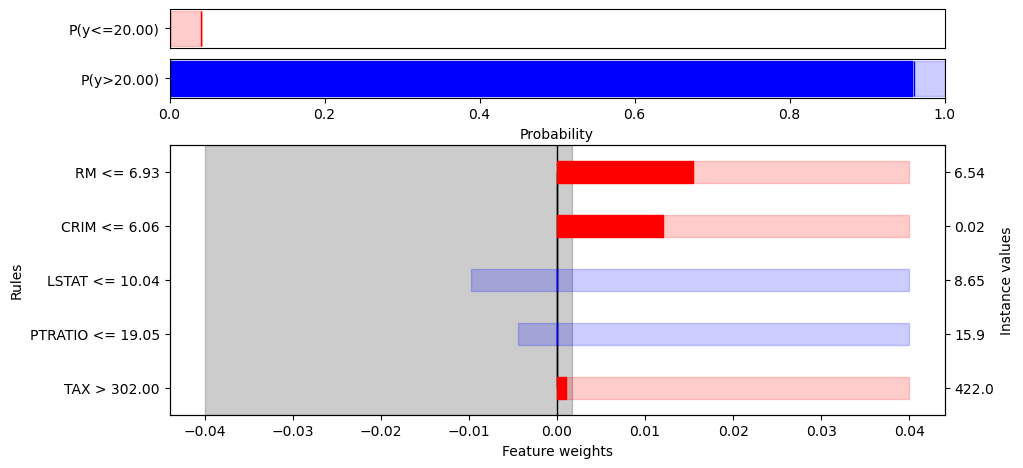 P(y<=20.00)
P(y>20.00)
0.0 0.2 0.4 0.6 0.8 1.0
Probability
Rules
RM <= 6.93 6.54
CRIM <= 6.06 0.02
LSTAT <= 10.04 8.65
PTRATIO <= 19.05 15.9
TAX > 302.00 422.0
Instance values
−0.04 −0.03 −0.02 −0.01 0.00 0.01 0.02 0.03 0.04
Feature weights